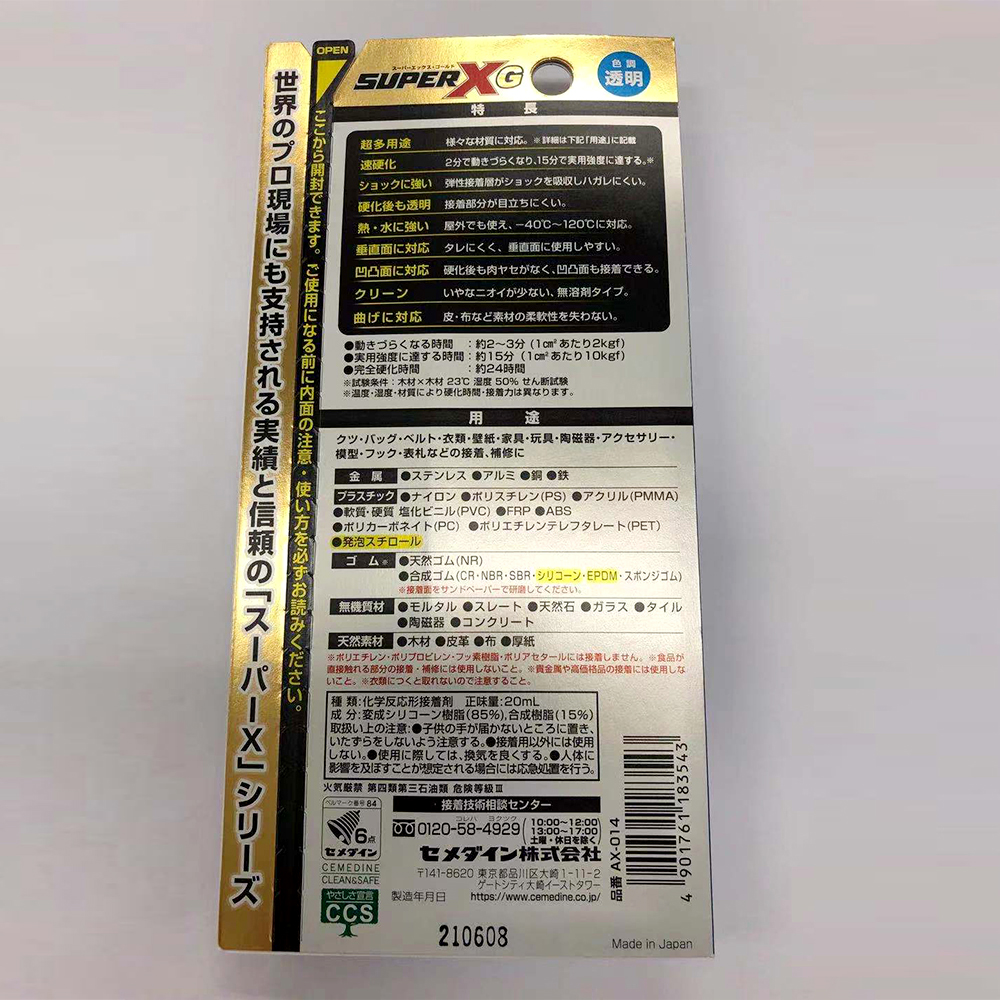 OPEN
ここから開封できます。ご使用になる前に内面の注意・使い方を必ずお読みください。
世界のプロ現場にも支持される実績と信頼の「スーパーX」シリーズ
スーパーエックス・ゴールド
SUPER X G
色調
透明
特長
超多用途 様々な材質に対応。※詳細は下記「用途」に記載
速硬化 2分で動きづらくなり、15分で実用強度に達する。※
ショックに強い 弾性接着層がショックを吸収しハガレにくい。
硬化後も透明 接着部分が目立ちにくい。
熱・水に強い 屋外でも使え、−40℃〜120℃に対応。
垂直面に対応 タレにくく、垂直面に使用しやすい。
凹凸面に対応 硬化後も肉ヤセがなく、凹凸面も接着できる。
クリーン いやなニオイが少ない、無溶剤タイプ。
曲げに対応 皮・布など素材の柔軟性を失わない。
●動きづらくなる時間 :約2〜3分(1cm²あたり2kgf)
●実用強度に達する時間:約15分(1cm²あたり10kgf)
●完全硬化時間 :約24時間
※試験条件:木材×木材 23℃ 湿度 50% せん断試験
※温度・湿度・材質により硬化時間・接着力は異なります。
用途
クツ・バッグ・ベルト・衣類・壁紙・家具・玩具・陶磁器・アクセサリー・
模型・フック・表札などの接着、補修に
金属 ●ステンレス ●アルミ ●銅 ●鉄
プラスチック ●ナイロン ●ポリスチレン(PS) ●アクリル(PMMA)
●軟質・硬質 塩化ビニル(PVC) ●FRP ●ABS
●ポリカーボネイト(PC) ●ポリエチレンテレフタレート(PET)
●発泡スチロール
ゴム※ ●天然ゴム(NR)
●合成ゴム(CR・NBR・SBR・シリコーン・EPDM・スポンジゴム)
※接着面をサンドペーパーで研磨してください。
無機質材 ●モルタル ●スレート ●天然石 ●ガラス ●タイル
●陶磁器 ●コンクリート
天然素材 ●木材 ●皮革 ●布 ●厚紙
※ポリエチレン・ポリプロピレン・フッ素樹脂・ポリアセタールには接着しません。※食品が
直接触れる部分の接着・補修には使用しないこと。※貴金属や高価格品の接着には使用しな
いこと。※衣類につくと取れないので注意すること。
種類:化学反応形接着剤 正味量:20mL
成分:変成シリコーン樹脂(85%),合成樹脂(15%)
取扱い上の注意:●子供の手が届かないところに置き、
いたずらをしないよう注意する。●接着用以外には使用
しない。●使用に際しては、換気を良くする。●人体に
影響を及ぼすことが想定される場合には応急処置を行う。
火気厳禁 第四類第三石油類 危険等級Ⅲ
ベルマーク番号 84
6点
セメダイン
CEMEDINE
CLEAN&SAFE
やさしさ宣言
CCS
接着技術相談センター
コレハ ヨクツク
0120-58-4929
10:00〜12:00
13:00〜17:00
土曜・休日を除く
セメダイン株式会社
〒141-8620 東京都品川区大崎1-11-2
ゲートシティ大崎イーストタワー
製造年月日 https://www.cemedine.co.jp/
品番 AX-014
4 901761 183543
210608
Made in Japan